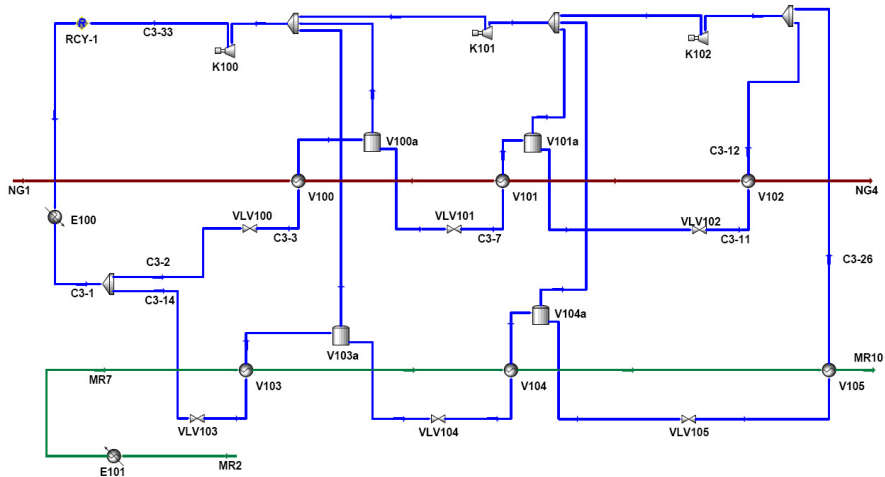 RCY-1
C3-33
K100
K101
K102
V100a
V101a
C3-12
NG1
V100
V101
V102
NG4
E100
VLV100
VLV101
VLV102
C3-3
C3-7
C3-11
C3-2
C3-1
C3-14
C3-26
V104a
V103a
MR10
MR7
V103
V104
V105
VLV103
VLV104
VLV105
E101
MR2